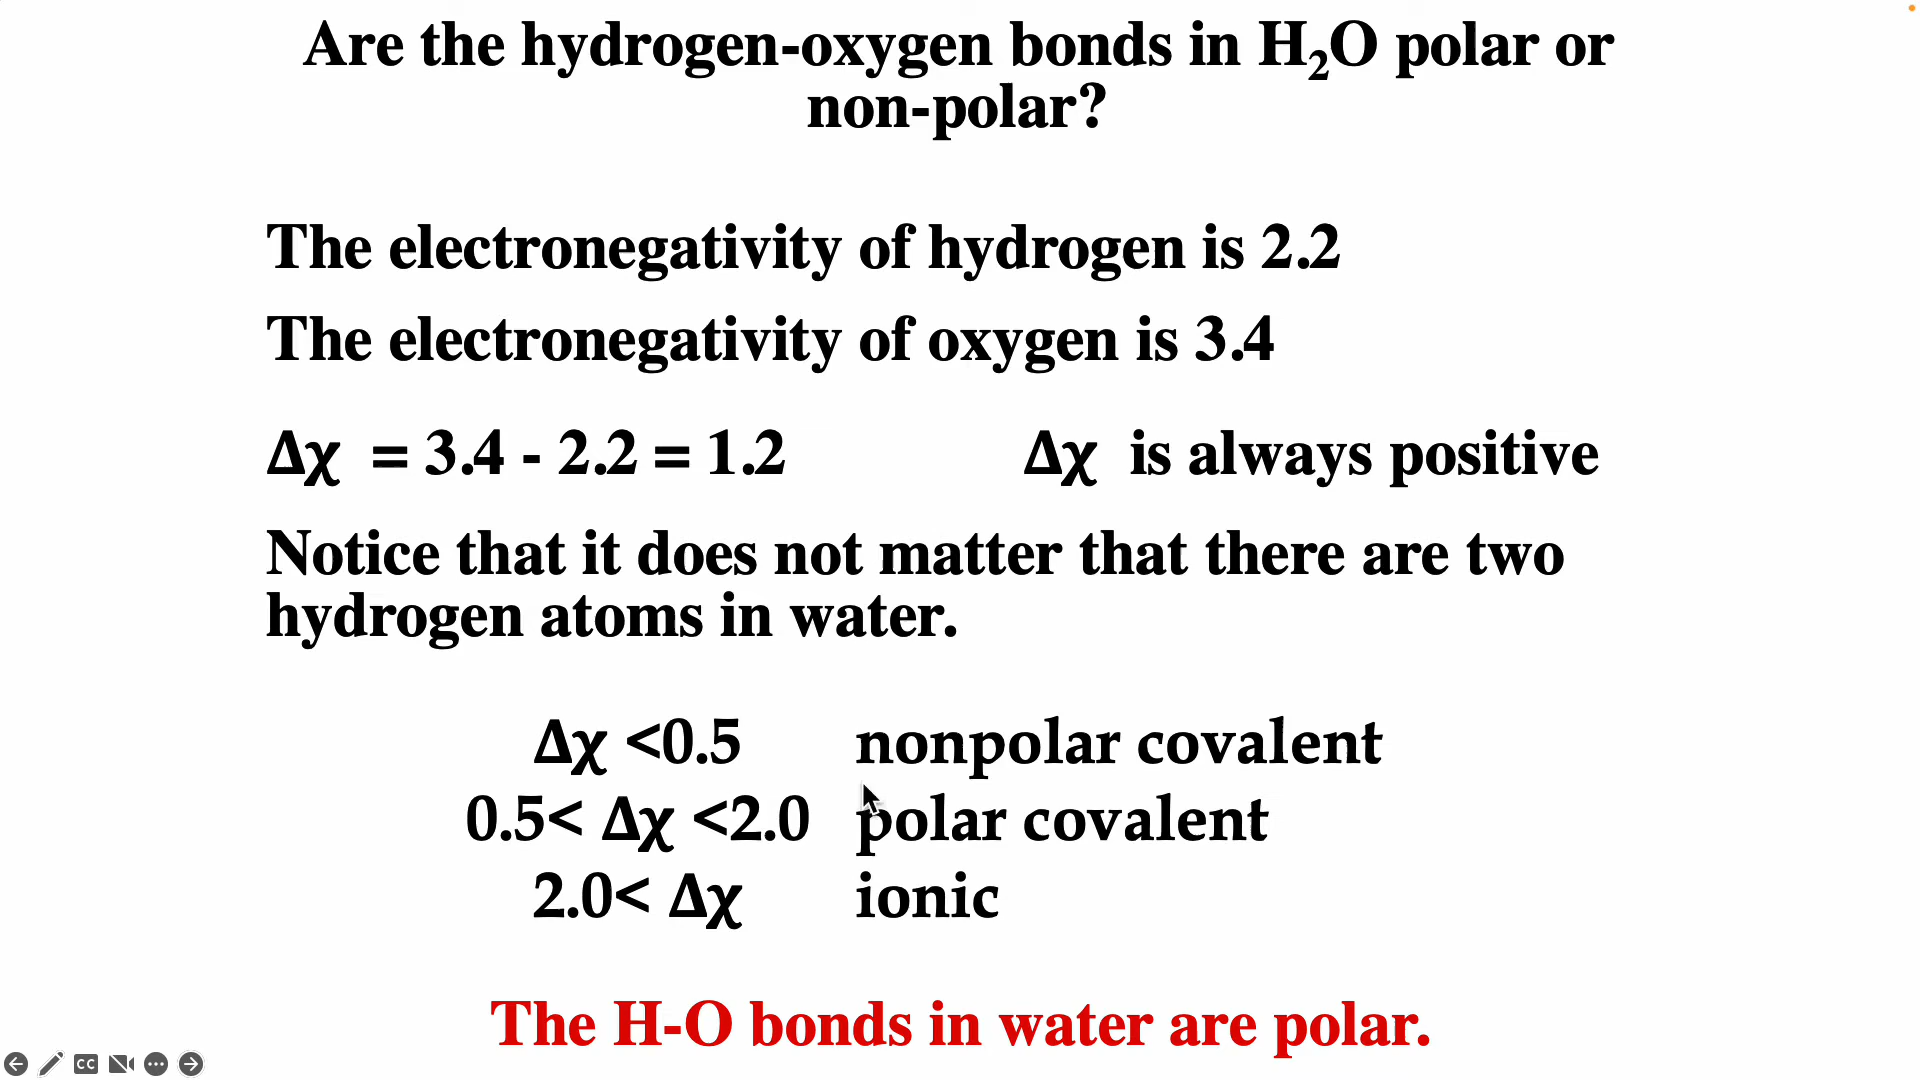 Are the hydrogen-oxygen bonds in H₂O polar or
non-polar?
The electronegativity of hydrogen is 2.2
The electronegativity of oxygen is 3.4
Δχ = 3.4 - 2.2 = 1.2 Δχ is always positive
Notice that it does not matter that there are two
hydrogen atoms in water.
Δχ <0.5 nonpolar covalent
0.5< Δχ <2.0 polar covalent
2.0< Δχ ionic
The H-O bonds in water are polar.
CC